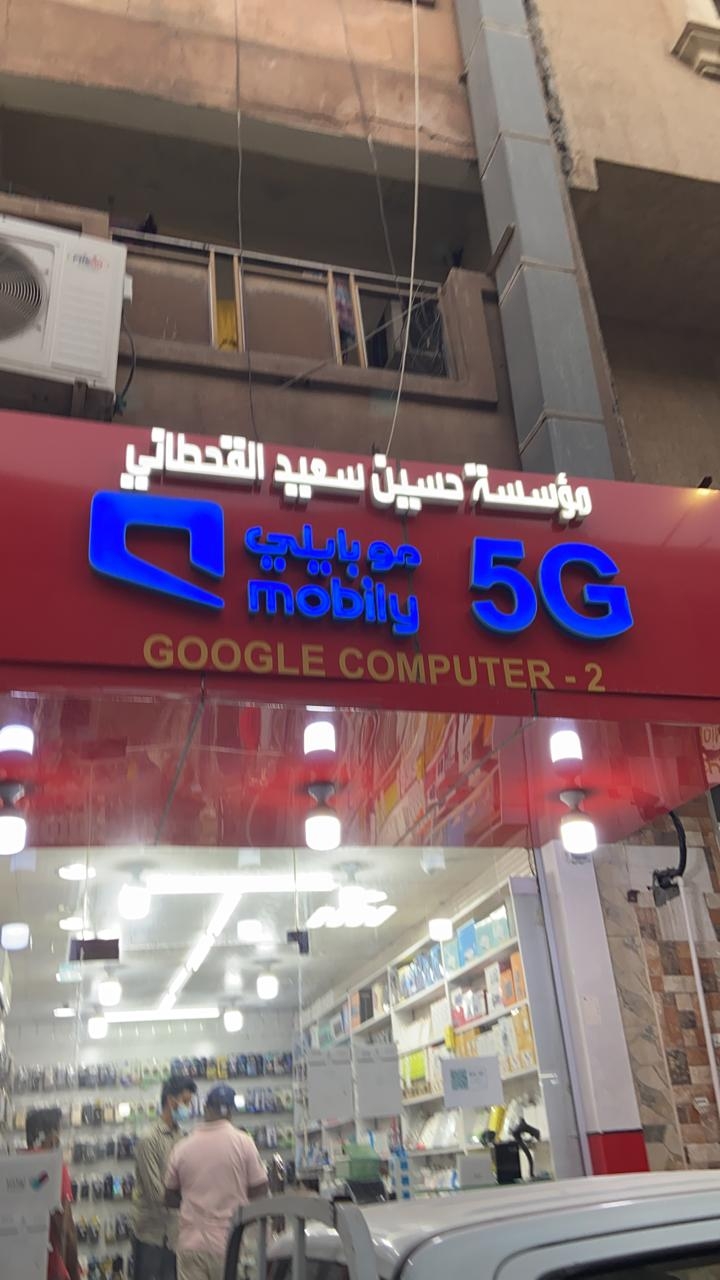 مؤسسة حسين سعيد القحطاني
موبايلي
mobily
5G
GOOGLE COMPUTER - 2